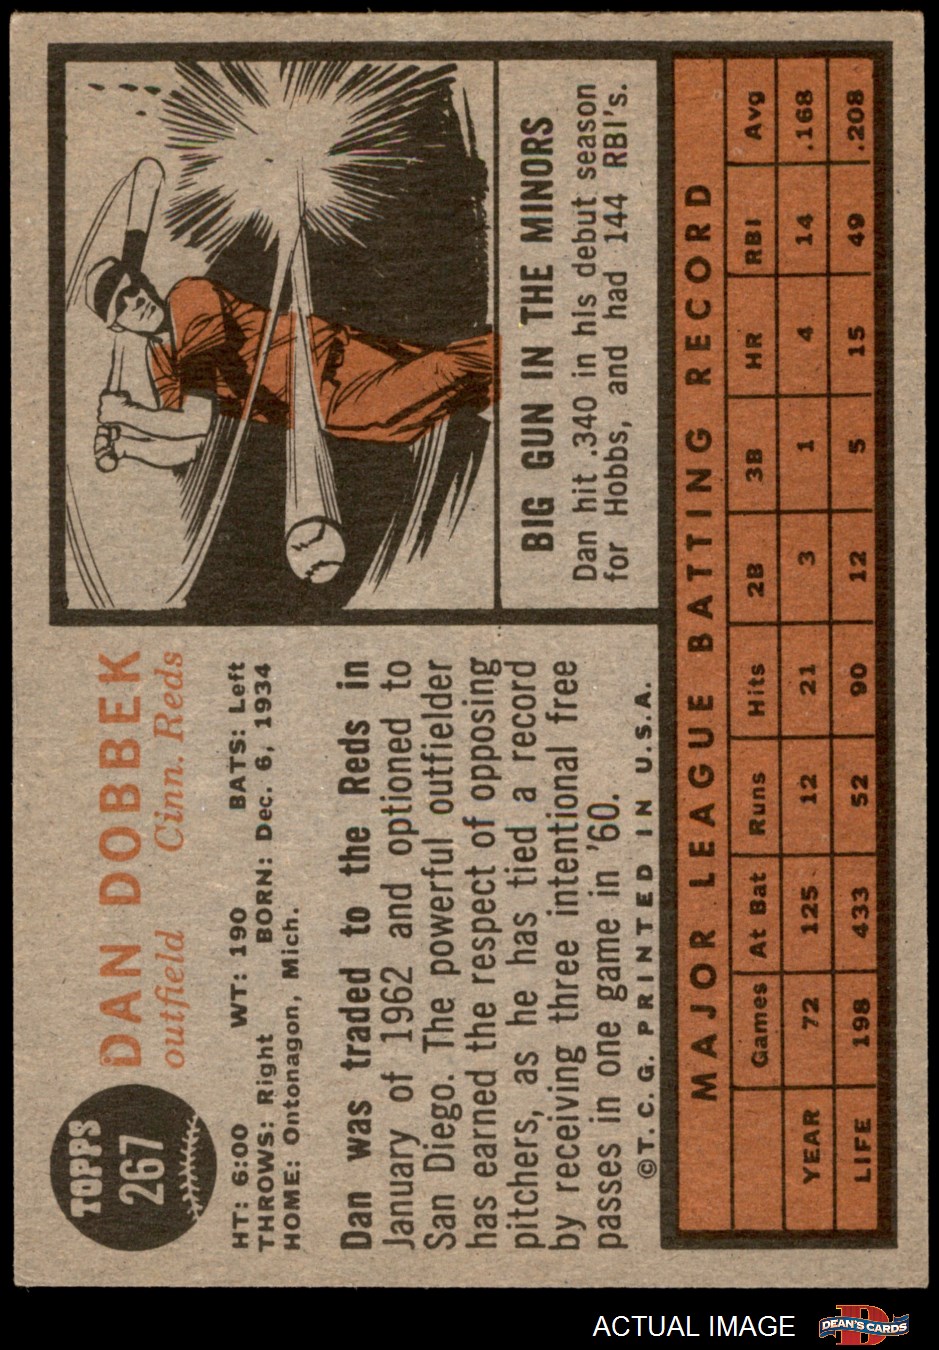 TOPPS
267
DAN DOBBEK
outfield Cinn. Reds
HT: 6:00 WT: 190 BATS: Left
THROWS: Right BORN: Dec. 6, 1934
HOME: Ontonagon, Mich.
Dan was traded to the Reds in
January of 1962 and optioned to
San Diego. The powerful outfielder
has earned the respect of opposing
pitchers, as he has tied a record
by receiving three intentional free
passes in one game in '60.
©T. C. G. PRINTED IN U.S.A.
BIG GUN IN THE MINORS
Dan hit .340 in his debut season
for Hobbs, and had 144 RBI's.
MAJOR LEAGUE BATTING RECORD
Games At Bat Runs Hits 2B 3B HR RBI Avg
YEAR 72 125 12 21 3 1 4 14 .168
LIFE 198 433 52 90 12 5 15 49 .208
ACTUAL IMAGE
DEAN'S CARDS